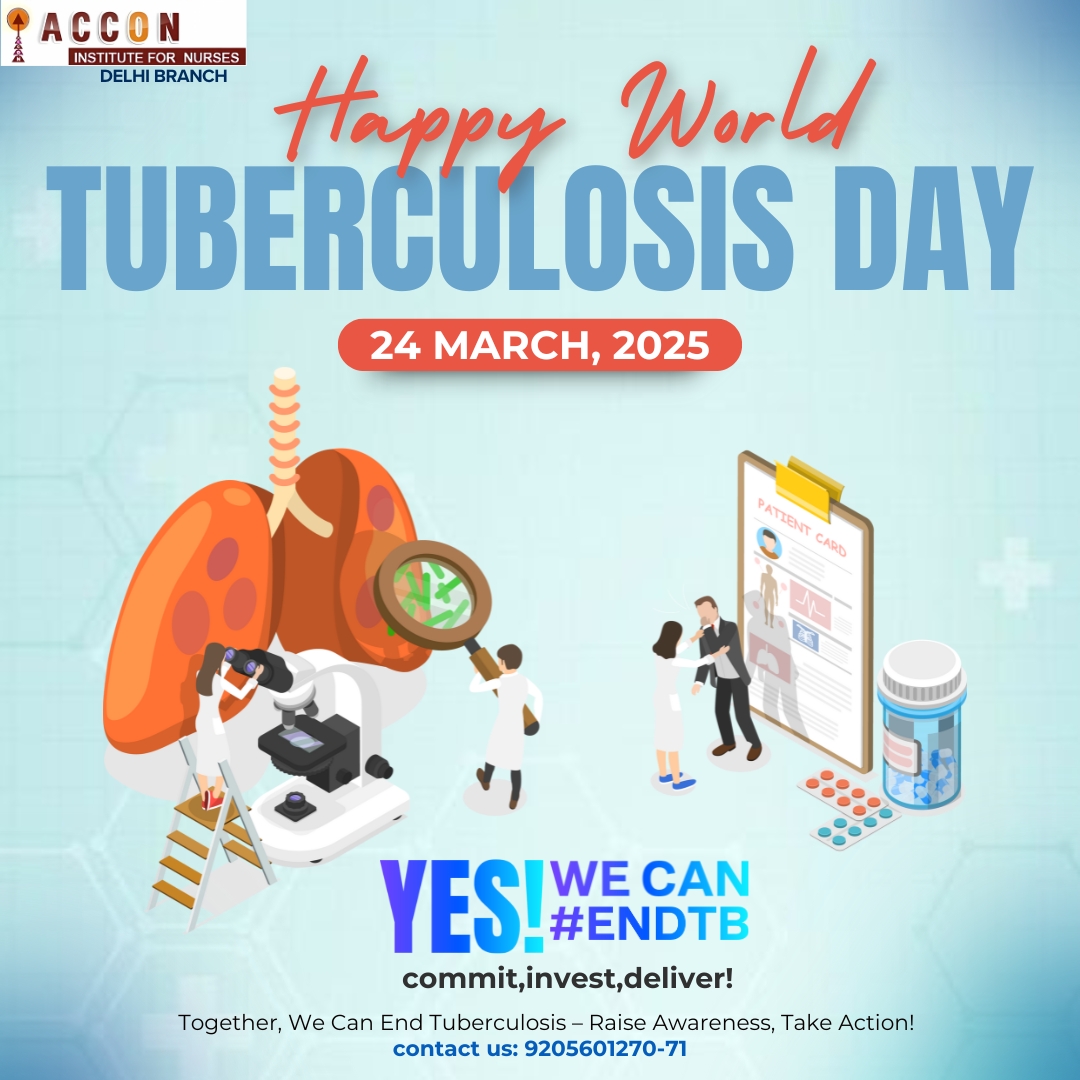 ACCON
INSTITUTE FOR NURSES
DELHI BRANCH
Happy World
TUBERCULOSIS DAY
24 MARCH, 2025
PATIENT CARD
YES! WE CAN
#ENDTB
commit,invest,deliver!
Together, We Can End Tuberculosis – Raise Awareness, Take Action!
contact us: 9205601270-71